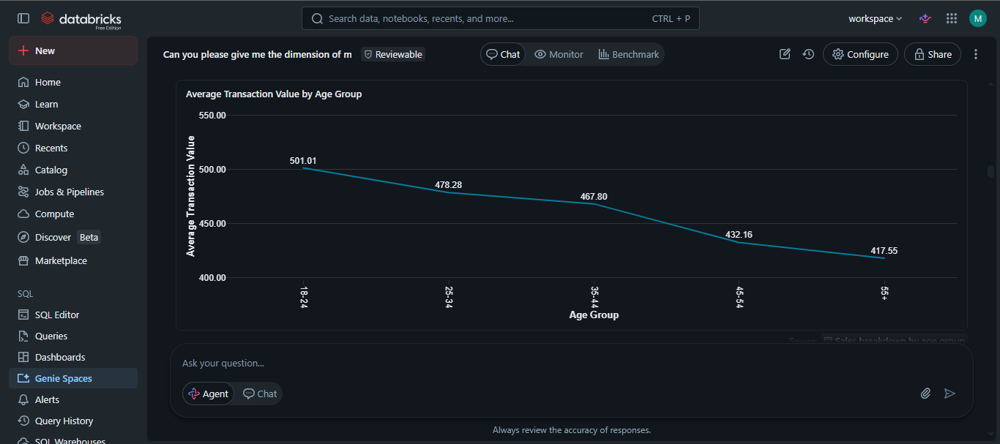 databricks
Free Edition
Search data, notebooks, recents, and more...
CTRL + P
workspace
M
New
Home
Learn
Workspace
Recents
Catalog
Jobs & Pipelines
Compute
Discover Beta
Marketplace
SQL
SQL Editor
Queries
Dashboards
Genie Spaces
Alerts
Query History
SQL Warehouses
Can you please give me the dimension of m
Reviewable
Chat
Monitor
Benchmark
Configure
Share
Average Transaction Value by Age Group
Average Transaction Value
550.00
500.00
450.00
400.00
501.01
478.28
467.80
432.16
417.55
18-24
25-34
35-44
45-54
55+
Age Group
Source: Sales breakdown by age group
Ask your question...
Agent
Chat
Always review the accuracy of responses.